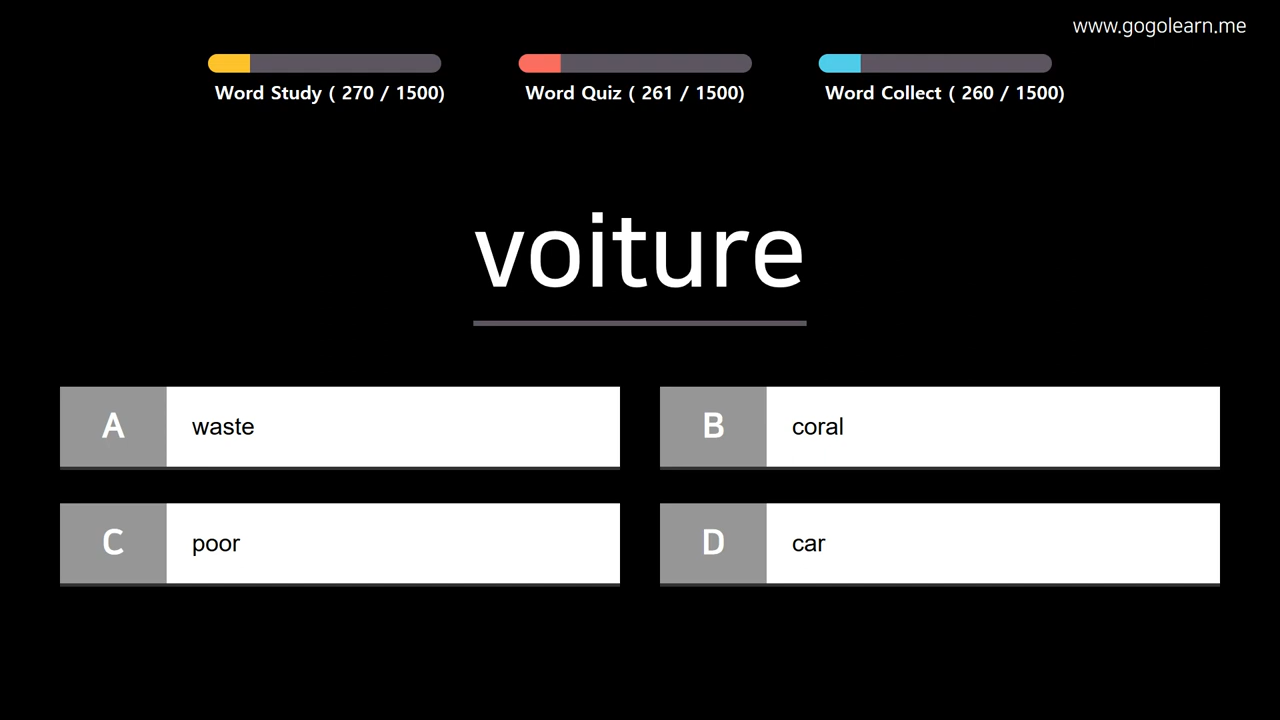 www.gogolearn.me
Word Study ( 270 / 1500)
Word Quiz ( 261 / 1500)
Word Collect ( 260 / 1500)
voiture
A waste
B coral
C poor
D car